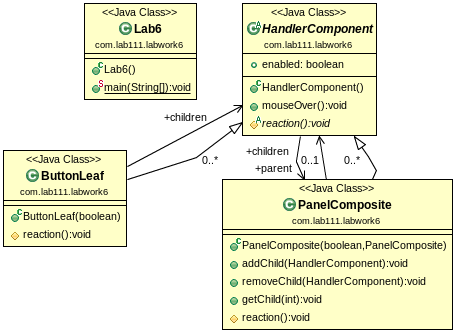 <<Java Class>>
Lab6
com.lab111.labwork6
Lab6()
main(String[]):void
<<Java Class>>
HandlerComponent
com.lab111.labwork6
enabled: boolean
HandlerComponent()
mouseOver():void
reaction():void
+children
0..*
<<Java Class>>
ButtonLeaf
com.lab111.labwork6
ButtonLeaf(boolean)
reaction():void
+children
0..1
0..*
+parent
<<Java Class>>
PanelComposite
com.lab111.labwork6
PanelComposite(boolean,PanelComposite)
addChild(HandlerComponent):void
removeChild(HandlerComponent):void
getChild(int):void
reaction():void